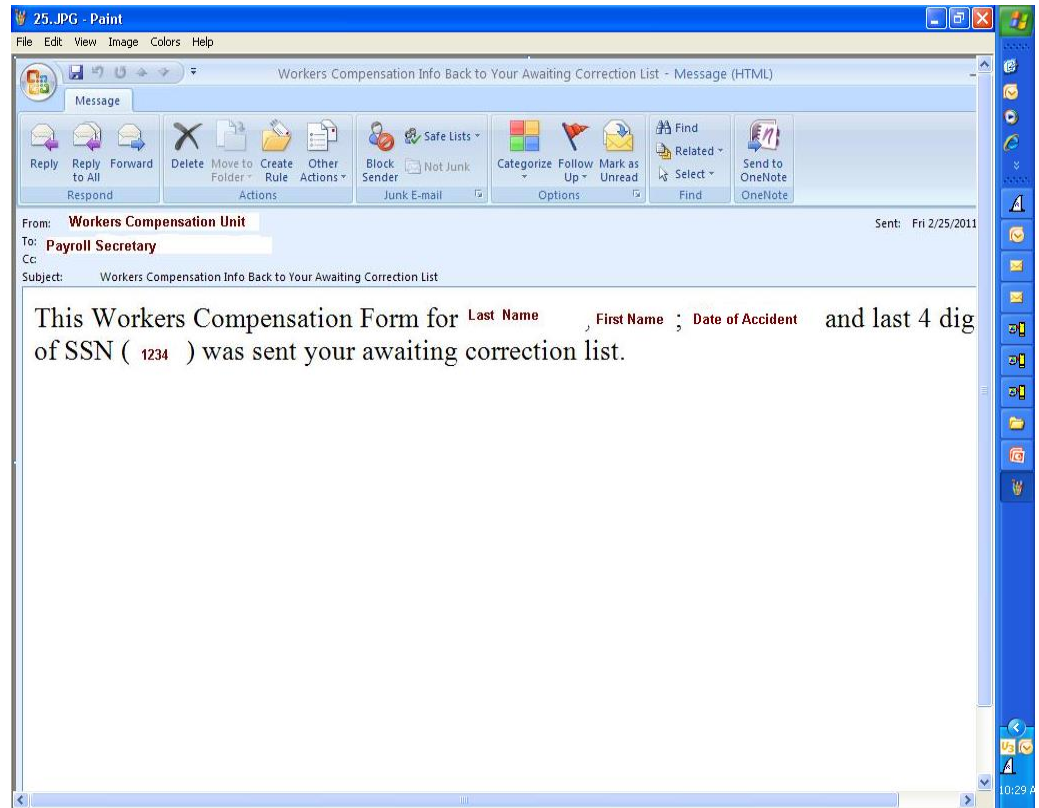 25.JPG - Paint
File Edit View Image Colors Help
Workers Compensation Info Back to Your Awaiting Correction List - Message (HTML)
Message
Reply Reply to All Forward Delete Move to Folder Create Rule Other Actions Block Sender Safe Lists Not Junk Categorize Follow Up Mark as Unread Find Related Select Send to OneNote
Respond Actions Junk E-mail Options Find OneNote
From: Workers Compensation Unit Sent: Fri 2/25/2011
To: Payroll Secretary
Cc:
Subject: Workers Compensation Info Back to Your Awaiting Correction List
This Workers Compensation Form for Last Name , First Name ; Date of Accident and last 4 dig
of SSN ( 1234 ) was sent your awaiting correction list.
10:29 A